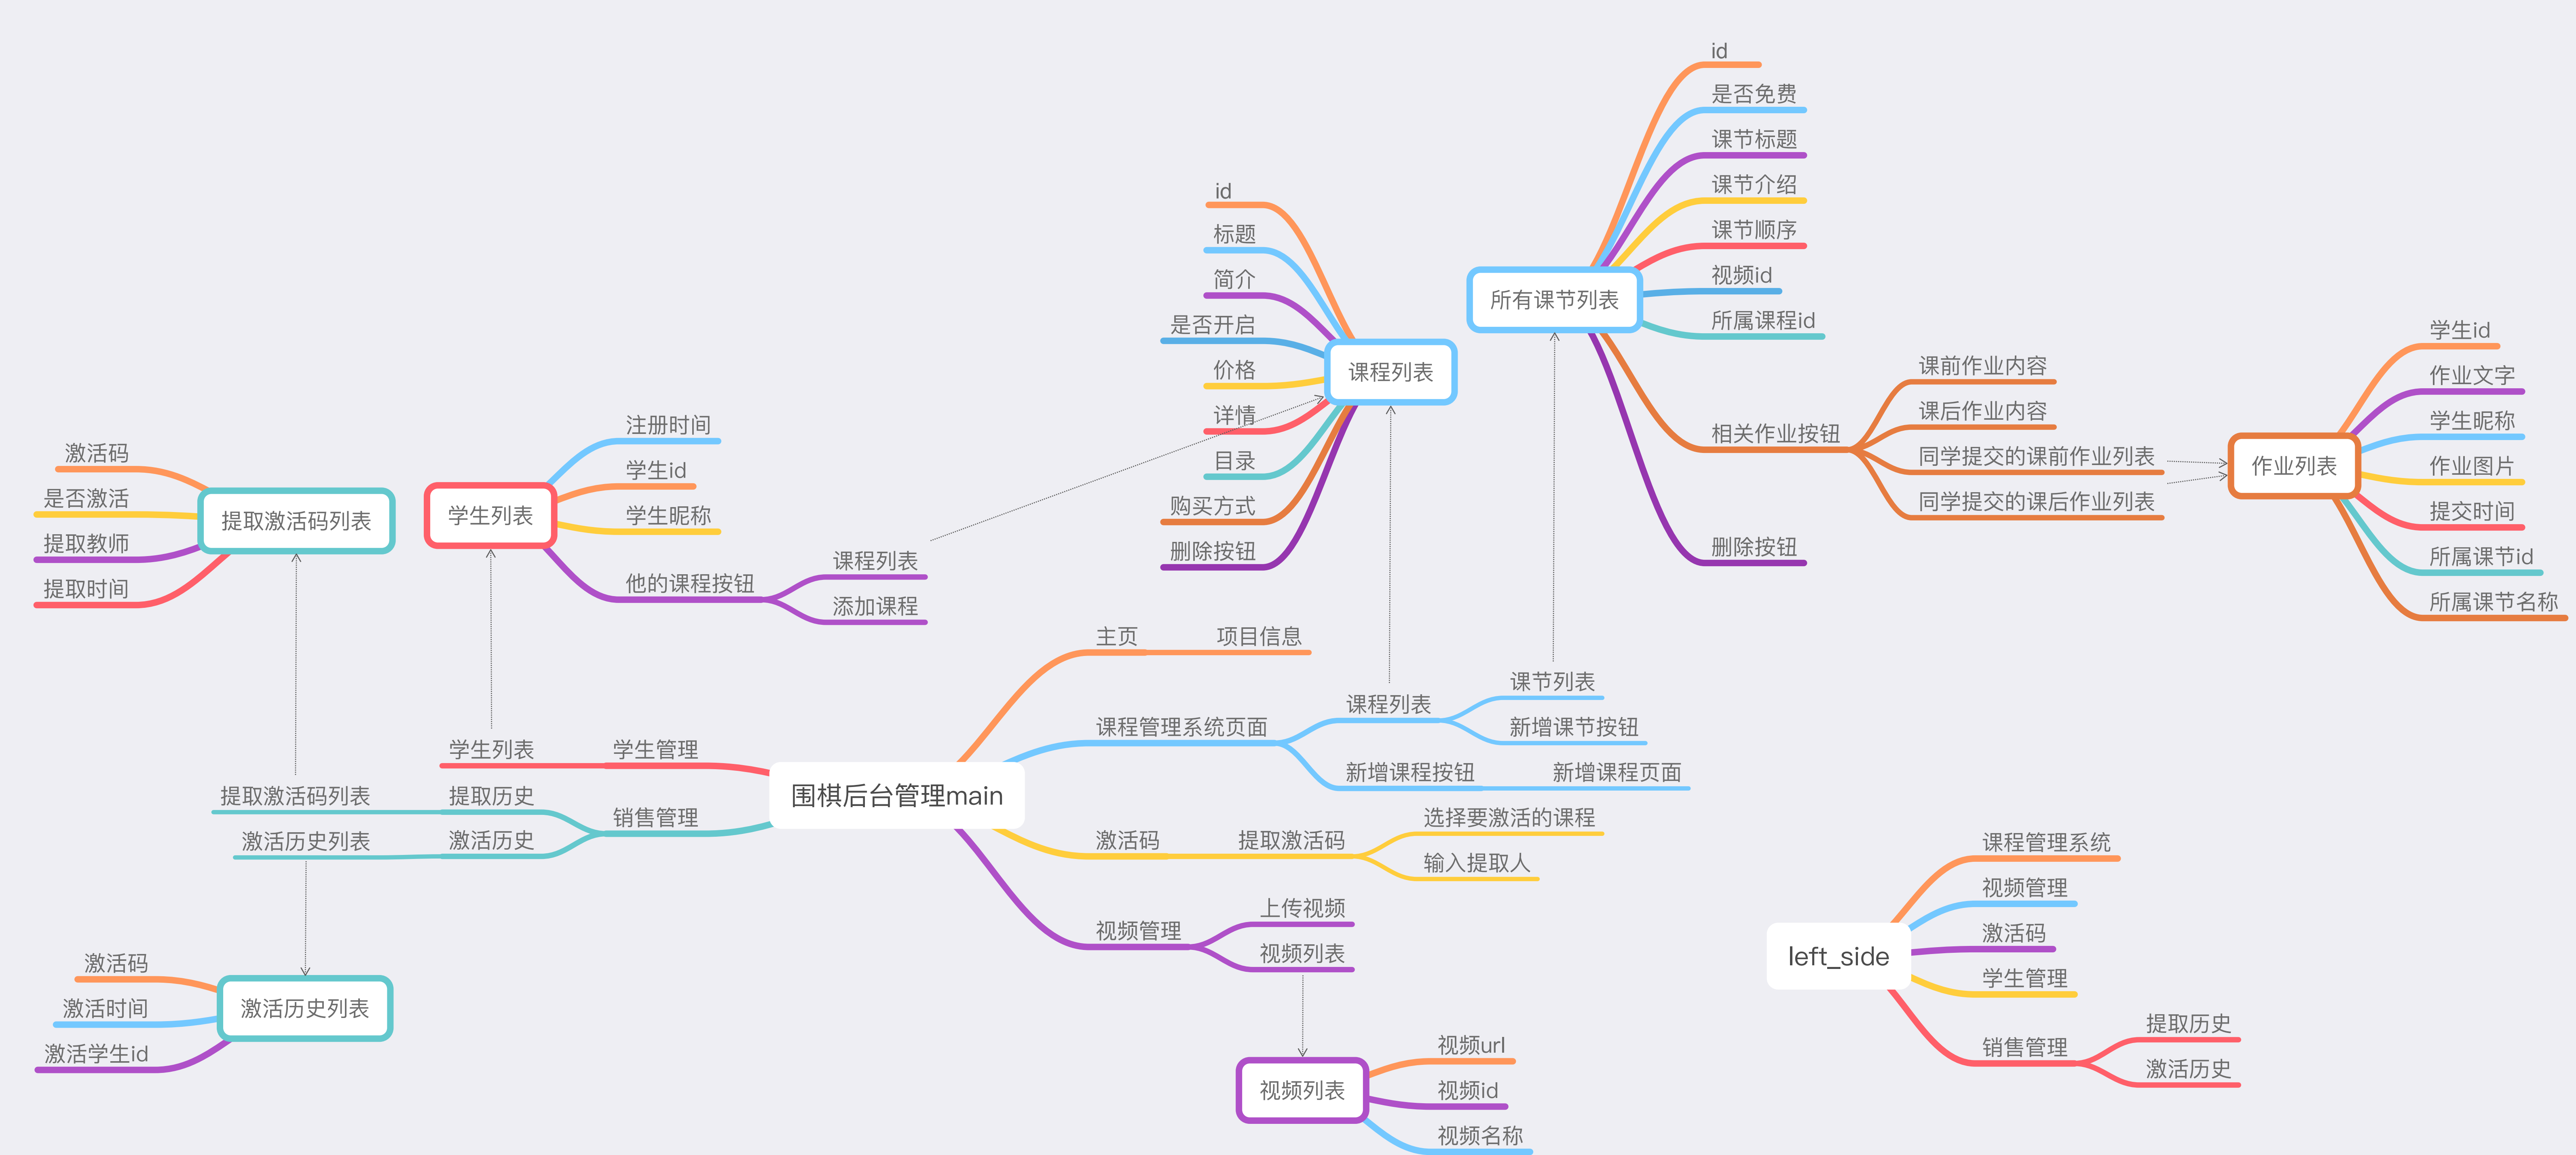 id
是否免费
课节标题
课节介绍
课节顺序
视频id
所属课程id
所有课节列表
相关作业按钮
课前作业内容
课后作业内容
同学提交的课前作业列表
同学提交的课后作业列表
删除按钮
学生id
作业文字
学生昵称
作业图片
提交时间
所属课节id
所属课节名称
作业列表
id
标题
简介
是否开启
价格
详情
目录
购买方式
删除按钮
课程列表
注册时间
学生id
学生昵称
学生列表
他的课程按钮
课程列表
添加课程
激活码
是否激活
提取教师
提取时间
提取激活码列表
围棋后台管理main
主页
项目信息
课程管理系统页面
课程列表
课节列表
新增课节按钮
新增课程按钮
新增课程页面
激活码
提取激活码
选择要激活的课程
输入提取人
视频管理
上传视频
视频列表
学生管理
学生列表
销售管理
提取历史
提取激活码列表
激活历史
激活历史列表
激活码
激活时间
激活学生id
激活历史列表
视频列表
视频url
视频id
视频名称
left_side
课程管理系统
视频管理
激活码
学生管理
销售管理
提取历史
激活历史